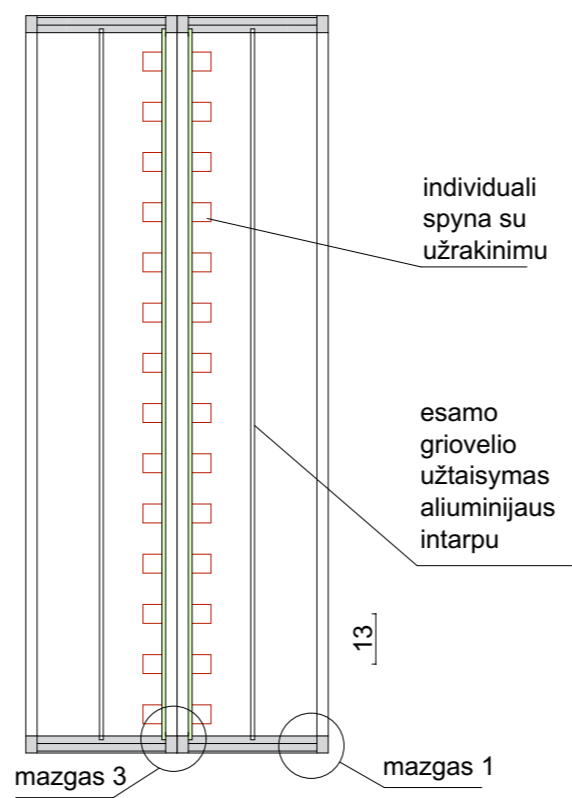 individuali
spyna su
užrakinimu
esamo
griovelio
užtaisymas
aliuminijaus
intarpu
13
mazgas 3
mazgas 1